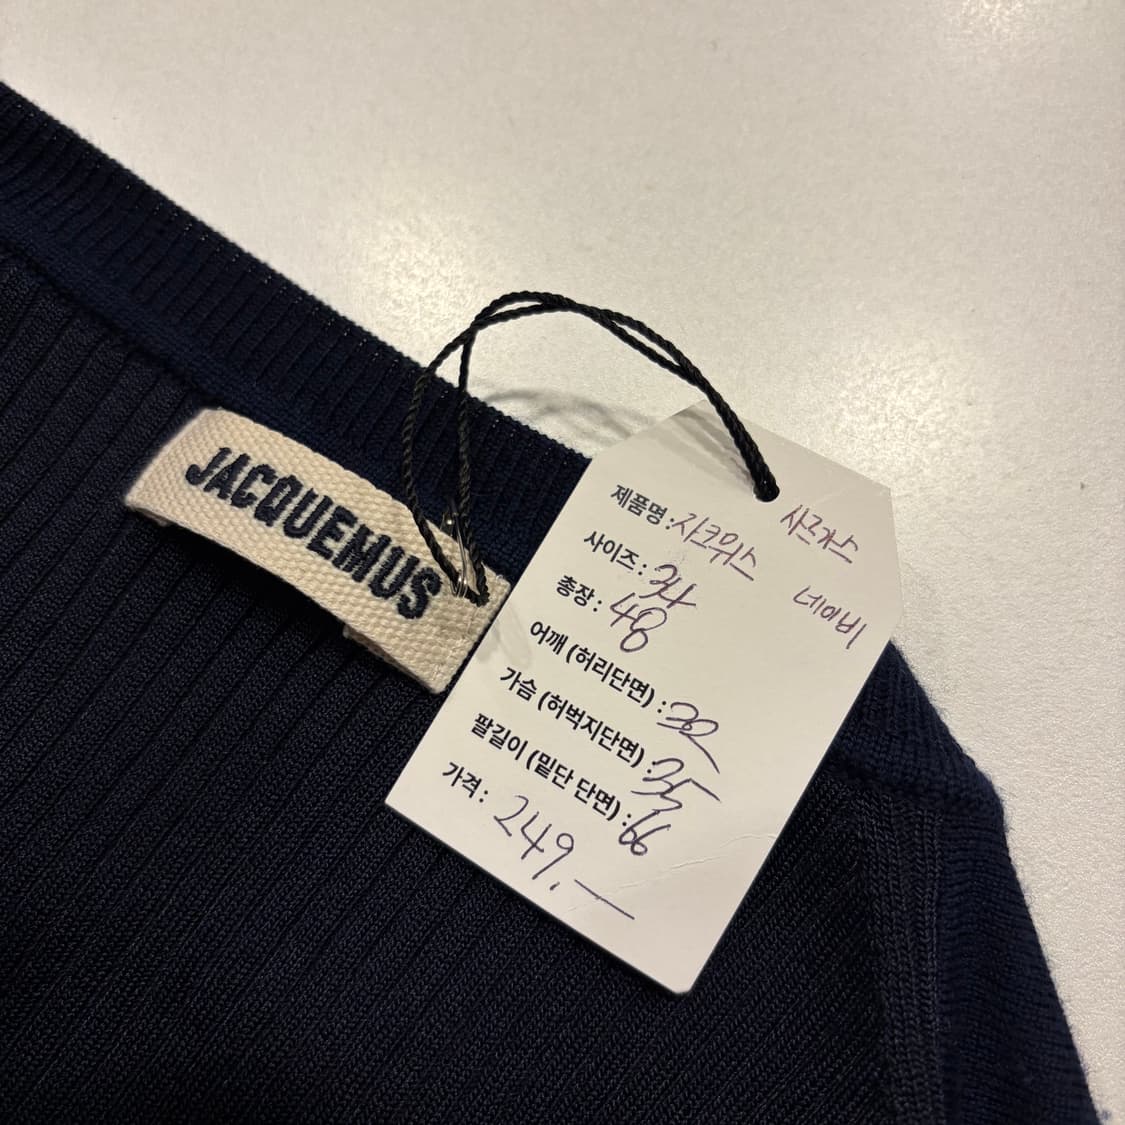 JACQUEMUS
제품명: 자크뮈스 사르가스
네이비
사이즈: 34
총장: 48
어깨 (허리단면) : 32
가슴 (허벅지단면) : 35
팔길이 (밑단 단면) : 66
가격: 249.—